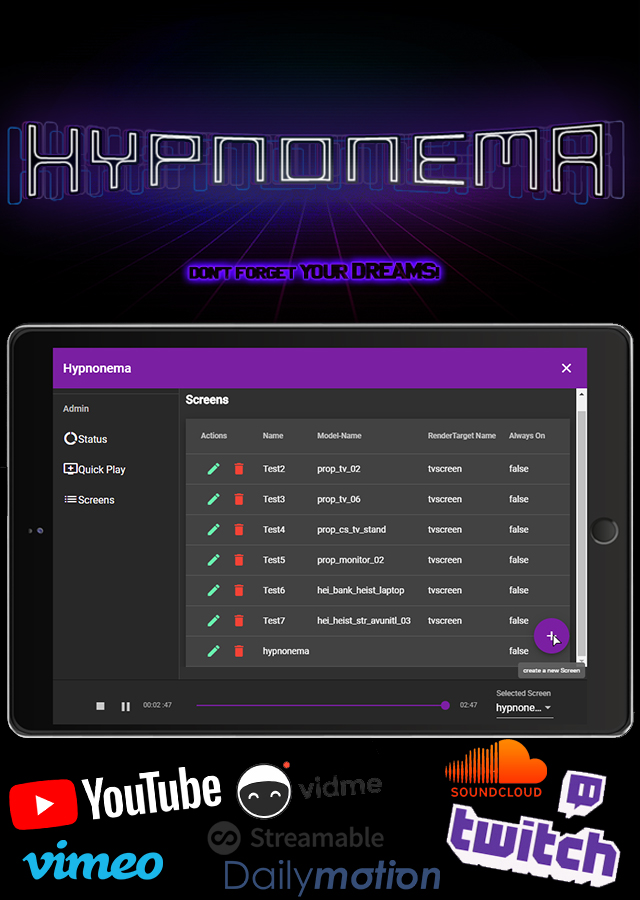 HYPNONEMA
DON'T FORGET YOUR DREAMS!
Hypnonema
Admin
Status
Quick Play
Screens
Screens
Actions Name Model-Name RenderTarget Name Always On
Test2 prop_tv_02 tvscreen false
Test3 prop_tv_06 tvscreen false
Test4 prop_cs_tv_stand tvscreen false
Test5 prop_monitor_02 tvscreen false
Test6 hei_bank_heist_laptop tvscreen false
Test7 hei_heist_str_avunitl_03 tvscreen false
hypnonema false
create a new Screen
00:02 :47
02:47
Selected Screen
hypnone...
YouTube
vidme
SOUNDCLOUD
twitch
Streamable
vimeo
Dailymotion